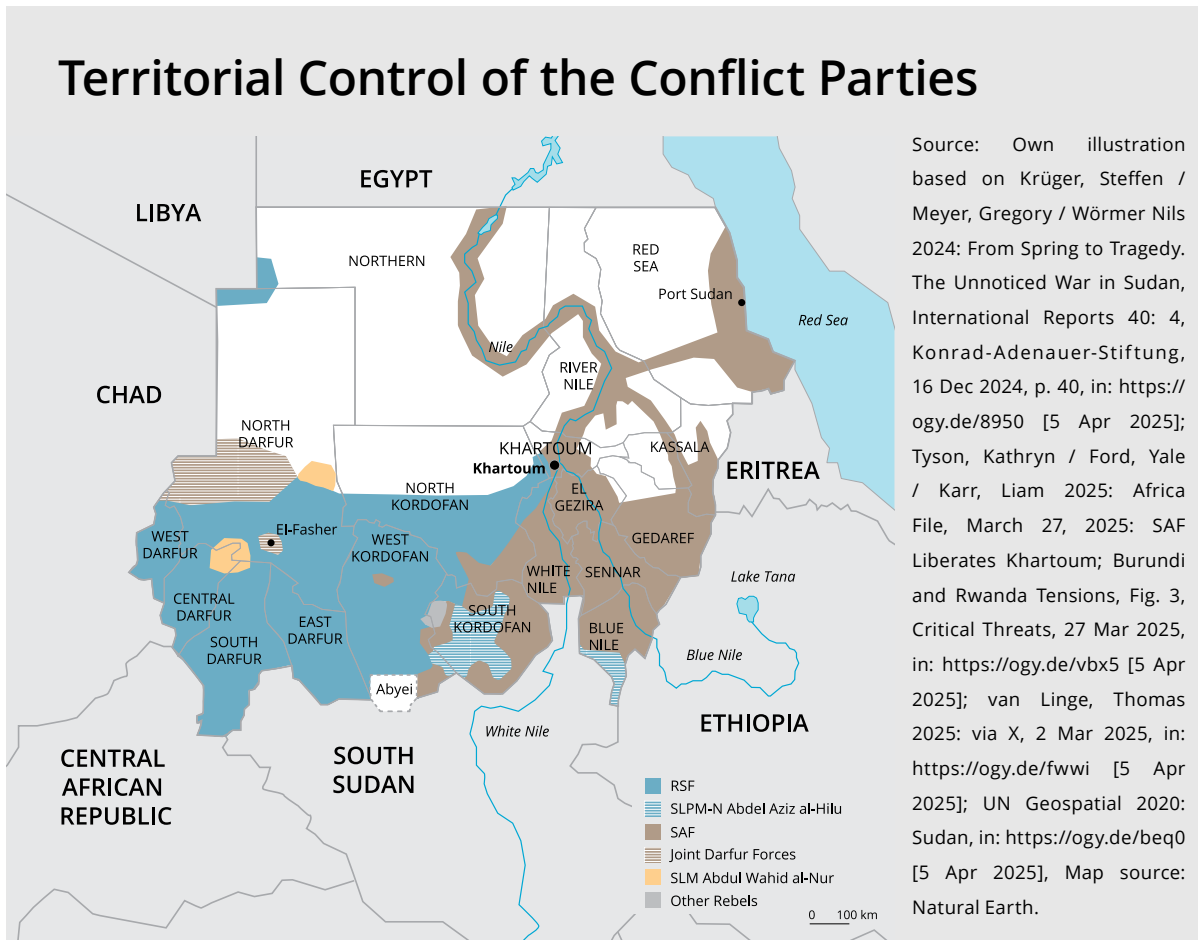 Territorial Control of the Conflict Parties
EGYPT
LIBYA
NORTHERN
RED
SEA
Port Sudan
Red Sea
Nile
RIVER
NILE
CHAD
NORTH
DARFUR
KHARTOUM
Khartoum
KASSALA
ERITREA
NORTH
KORDOFAN
EL
GEZIRA
El-Fasher
WEST
DARFUR
WEST
KORDOFAN
GEDAREF
WHITE
NILE
SENNAR
Lake Tana
CENTRAL
DARFUR
SOUTH
KORDOFAN
EAST
DARFUR
BLUE
NILE
SOUTH
DARFUR
Blue Nile
Abyei
White Nile
ETHIOPIA
CENTRAL
AFRICAN
REPUBLIC
SOUTH
SUDAN
RSF
SLPM-N Abdel Aziz al-Hilu
SAF
Joint Darfur Forces
SLM Abdul Wahid al-Nur
Other Rebels
0 100 km
Source: Own illustration
based on Krüger, Steffen /
Meyer, Gregory / Wörmer Nils
2024: From Spring to Tragedy.
The Unnoticed War in Sudan,
International Reports 40: 4,
Konrad-Adenauer-Stiftung,
16 Dec 2024, p. 40, in: https://
ogy.de/8950 [5 Apr 2025];
Tyson, Kathryn / Ford, Yale
/ Karr, Liam 2025: Africa
File, March 27, 2025: SAF
Liberates Khartoum; Burundi
and Rwanda Tensions, Fig. 3,
Critical Threats, 27 Mar 2025,
in: https://ogy.de/vbx5 [5 Apr
2025]; van Linge, Thomas
2025: via X, 2 Mar 2025, in:
https://ogy.de/fwwi [5 Apr
2025]; UN Geospatial 2020:
Sudan, in: https://ogy.de/beq0
[5 Apr 2025], Map source:
Natural Earth.